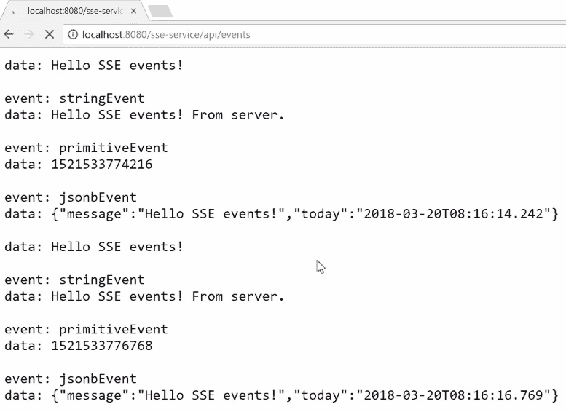 localhost:8080/sse-servic
localhost:8080/sse-service/api/events
data: Hello SSE events!
event: stringEvent
data: Hello SSE events! From server.
event: primitiveEvent
data: 1521533774216
event: jsonbEvent
data: {"message":"Hello SSE events!","today":"2018-03-20T08:16:14.242"}
data: Hello SSE events!
event: stringEvent
data: Hello SSE events! From server.
event: primitiveEvent
data: 1521533776768
event: jsonbEvent
data: {"message":"Hello SSE events!","today":"2018-03-20T08:16:16.769"}